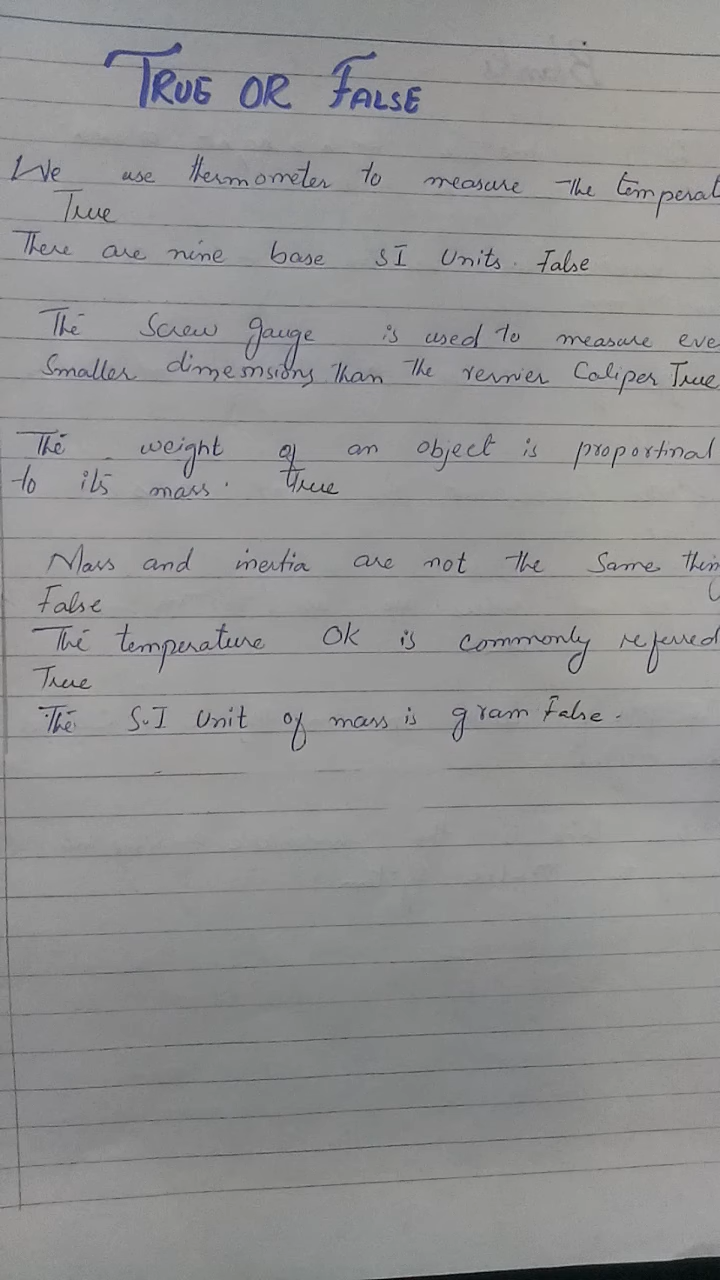 TRUE OR FALSE
We use thermometer to measure the temperat
True
There are nine base SI Units. False
The Screw gauge is used to measure eve
Smaller dimemsions than the vernier Caliper True
The weight of an object is proportinal
to its mass. true
Mass and inertia are not the Same thin
False
The temperature OK is commonly referred
True
The S.I Unit of mass is gram False.